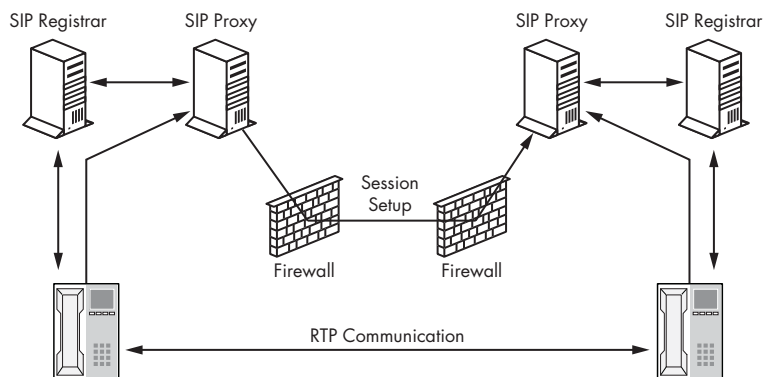 SIP Registrar
SIP Proxy
SIP Proxy
SIP Registrar
Session
Setup
Firewall
Firewall
RTP Communication